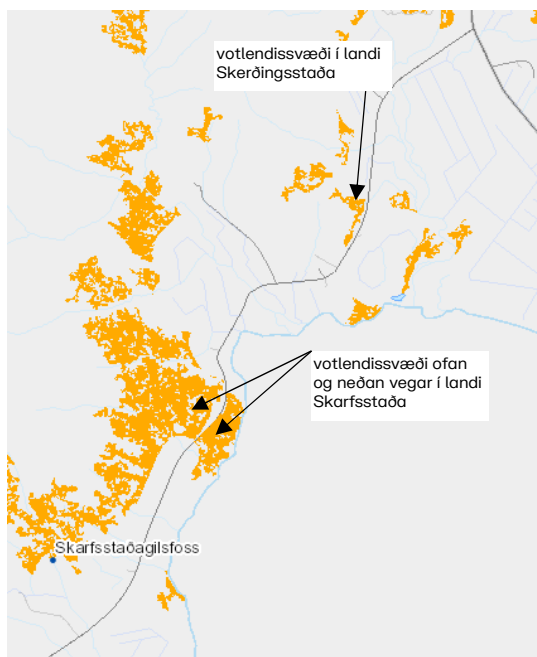 votlendissvæði í landi
Skerðingsstaða
votlendissvæði ofan
og neðan vegar í landi
Skarfsstaða
Skarfsstaðagilsfoss